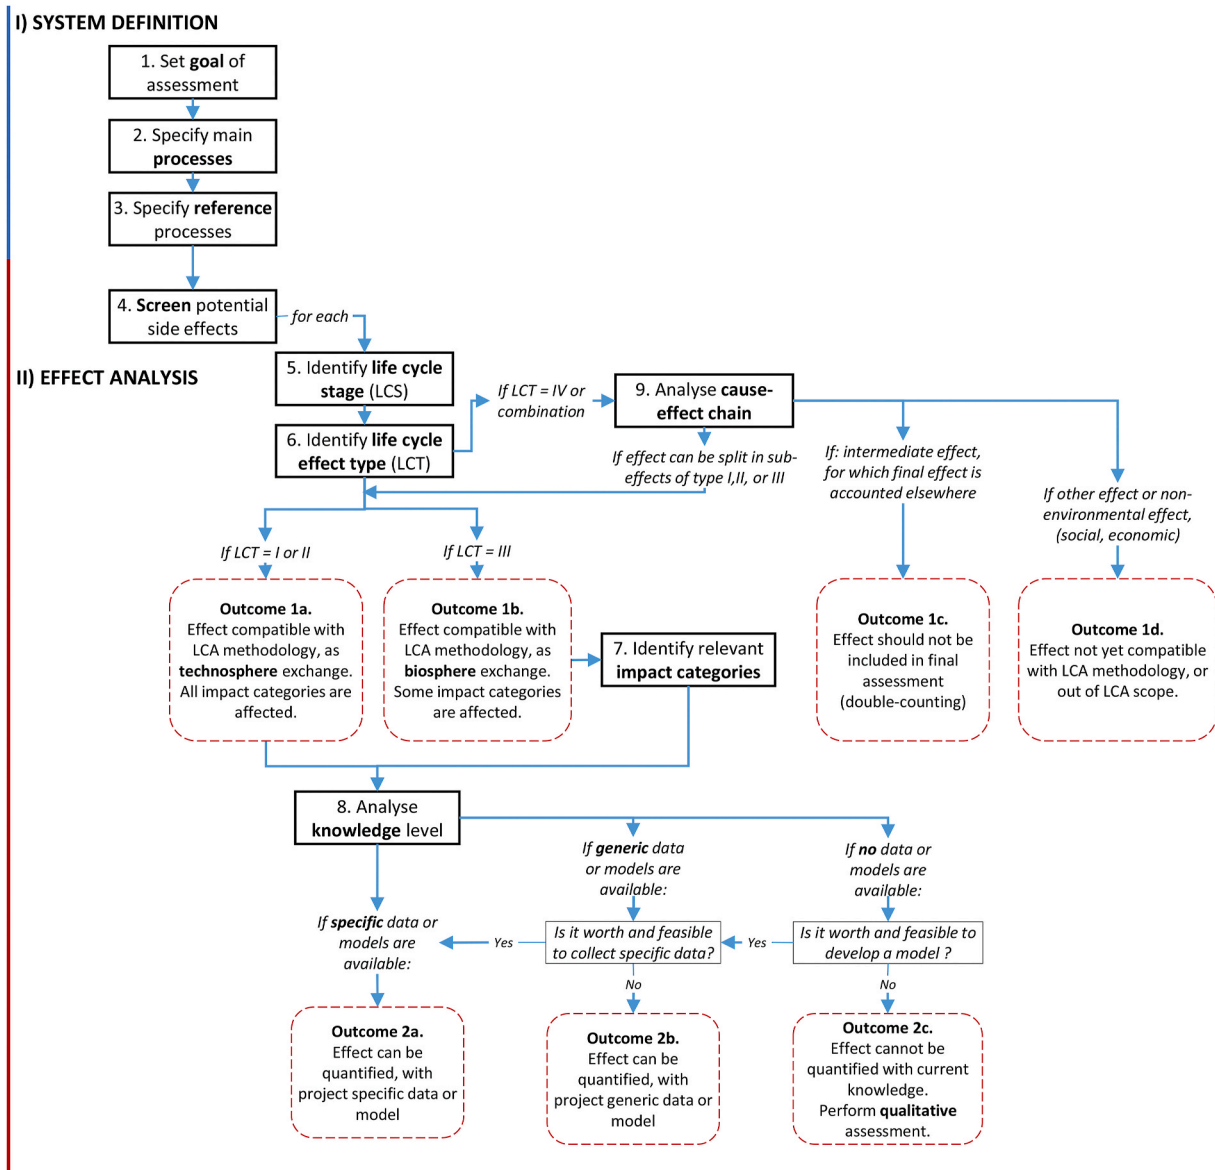 I) SYSTEM DEFINITION
1. Set goal of
assessment
2. Specify main
processes
3. Specify reference
processes
4. Screen potential
side effects
for each
II) EFFECT ANALYSIS
5. Identify life cycle
stage (LCS)
6. Identify life cycle
effect type (LCT)
If LCT = IV or
combination
9. Analyse cause-
effect chain
If effect can be split in sub-
effects of type I,II, or III
If: intermediate effect,
for which final effect is
accounted elsewhere
If other effect or non-
environmental effect,
(social, economic)
If LCT = I or II
If LCT = III
Outcome 1a.
Effect compatible with
LCA methodology, as
technosphere exchange.
All impact categories are
affected.
Outcome 1b.
Effect compatible with
LCA methodology, as
biosphere exchange.
Some impact categories
are affected.
7. Identify relevant
impact categories
Outcome 1c.
Effect should not be
included in final
assessment
(double-counting)
Outcome 1d.
Effect not yet compatible
with LCA methodology, or
out of LCA scope.
8. Analyse
knowledge level
If specific data or
models are
available:
If generic data
or models are
available:
If no data or
models are
available:
Yes
Is it worth and feasible
to collect specific data?
Yes
Is it worth and feasible to
develop a model ?
No
No
Outcome 2a.
Effect can be
quantified, with
project specific data or
model
Outcome 2b.
Effect can be
quantified, with
project generic data or
model
Outcome 2c.
Effect cannot be
quantified with current
knowledge.
Perform qualitative
assessment.